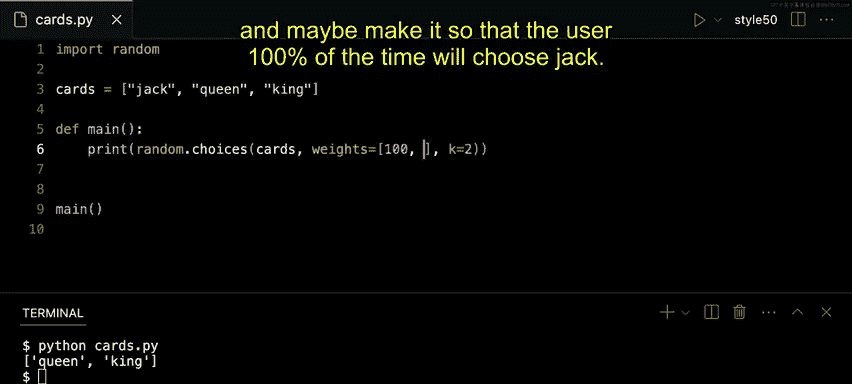 cards.py
style50
and maybe make it so that the user
100% of the time will choose jack.
1 import random
2
3 cards = ["jack", "queen", "king"]
4
5 def main():
6 print(random.choices(cards, weights=[100, ], k=2))
7
8
9 main()
10
TERMINAL
$ python cards.py
['queen', 'king']
$